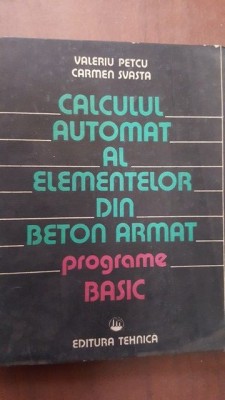 VALERIU PETCU
CARMEN SVASTA
CALCULUL
AUTOMAT
AL
ELEMENTELOR
DIN
BETON ARMAT
programe
BASIC
EDITURA TEHNICA